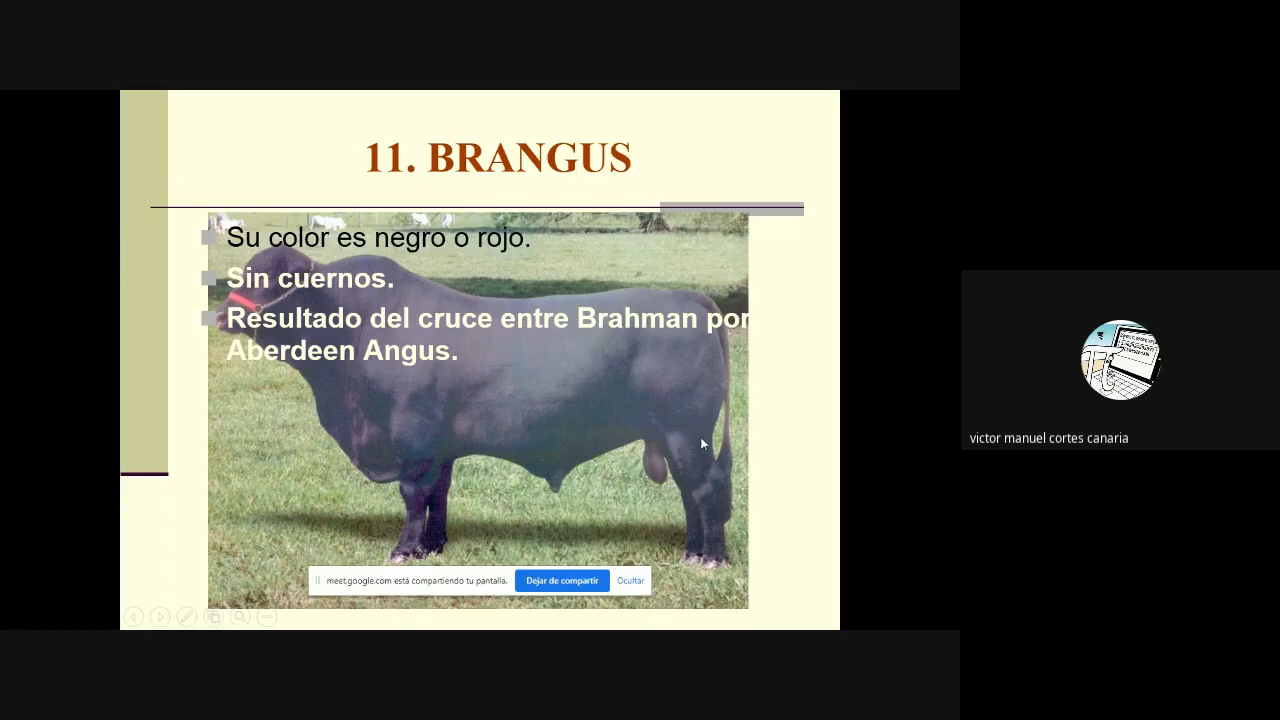 11. BRANGUS
Su color es negro o rojo.
Sin cuernos.
Resultado del cruce entre Brahman por
Aberdeen Angus.
meet.google.com está compartiendo tu pantalla.
Dejar de compartir
Ocultar
victor manuel cortes canaria